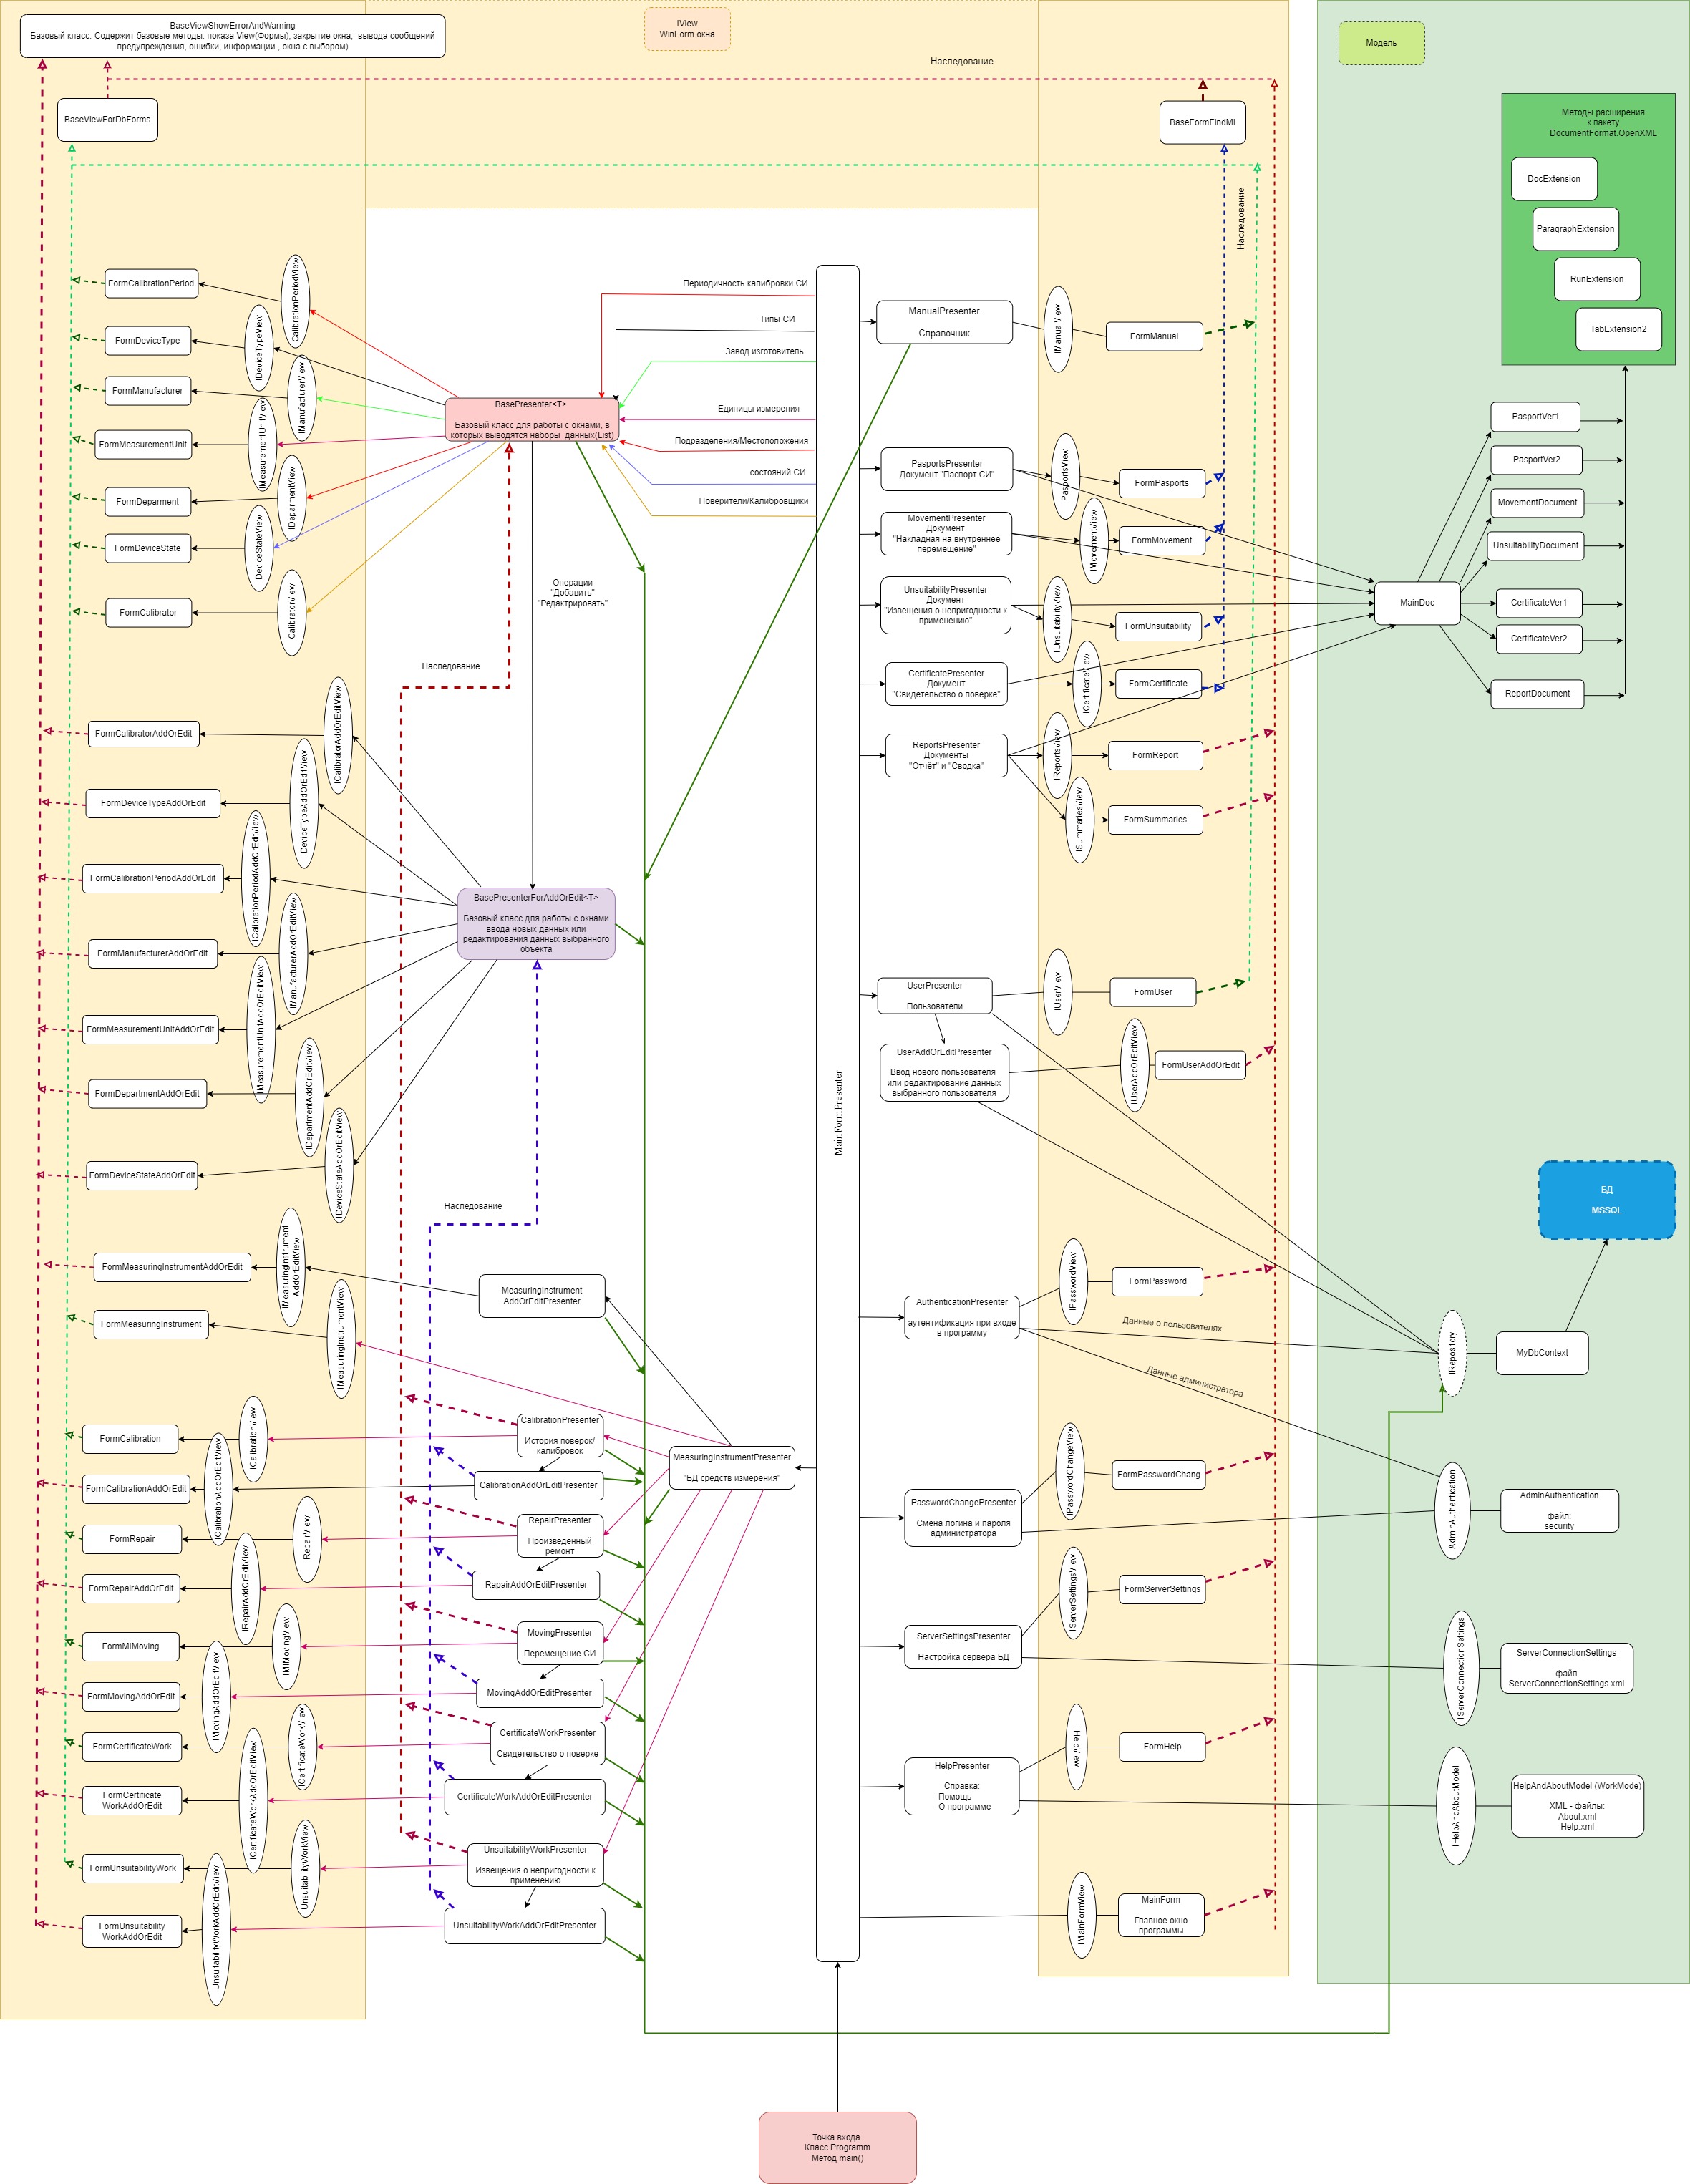 BaseViewShowErrorAndWarning
Базовый класс. Содержит базовые методы: показа View(Формы); закрытие окна; вывода сообщений
предупреждения, ошибки, информации , окна с выбором)
IView
WinForm окна
Модель
Наследование
BaseViewForDbForms
BaseFormFindMI
Методы расширения
к пакету
DocumentFormat.OpenXML
DocExtension
ParagraphExtension
RunExtension
TabExtension2
Наследование
FormCalibrationPeriod
FormDeviceType
FormManufacturer
FormMeasurementUnit
FormDeparment
FormDeviceState
FormCalibrator
ICalibrationPeriodView
IDeviceTypeView
IManufacturerView
IMeasurementUnitView
IDeparmentView
IDeviceStateView
ICalibratorView
BasePresenter<T>
Базовый класс для работы с окнами, в
которых выводятся наборы данных(List)
Периодичность калибровки СИ
Типы СИ
Завод изготовитель
Единицы измерения
Подразделения/Местоположения
состояний СИ
Поверители/Калибровщики
Операции
"Добавить"
"Редактрировать"
Наследование
MainFormPresenter
ManualPresenter
Справочник
IManualView
FormManual
PasportsPresenter
Документ "Паспорт СИ"
IPasportsView
FormPasports
MovementPresenter
Документ
"Накладная на внутреннее
перемещение"
IMovementView
FormMovement
UnsuitabilityPresenter
Документ
"Извещения о непригодности к
применению"
IUnsuitabilityView
FormUnsuitability
CertificatePresenter
Документ
"Свидетельство о поверке"
ICertificateView
FormCertificate
ReportsPresenter
Документы
"Отчёт" и "Сводка"
IReportsView
FormReport
ISummariesView
FormSummaries
MainDoc
PasportVer1
PasportVer2
MovementDocument
UnsuitabilityDocument
CertificateVer1
CertificateVer2
ReportDocument
FormCalibratorAddOrEdit
FormDeviceTypeAddOrEdit
FormCalibrationPeriodAddOrEdit
FormManufacturerAddOrEdit
FormMeasurementUnitAddOrEdit
FormDepartmentAddOrEdit
FormDeviceStateAddOrEdit
ICalibratorAddOrEditView
IDeviceTypeAddOrEditView
ICalibrationPeriodAddOrEditView
IManufacturerAddOrEditView
IMeasurementUnitAddOrEditView
IDepartmentAddOrEditView
IDeviceStateAddOrEditView
BasePresenterForAddOrEdit<T>
Базовый класс для работы с окнами
ввода новых данных или
редактирования данных выбранного
объекта
Наследование
UserPresenter
Пользователи
IUserView
FormUser
UserAddOrEditPresenter
Ввод нового пользователя
или редактирование данных
выбранного пользователя
IUserAddOrEditView
FormUserAddOrEdit
БД
MSSQL
FormMeasuringInstrumentAddOrEdit
IMeasuringInstrument
AddOrEditView
MeasuringInstrument
AddOrEditPresenter
FormMeasuringInstrument
IMeasuringInstrumentView
AuthenticationPresenter
аутентификация при входе
в программу
IPasswordView
FormPassword
Данные о пользователях
Данные администратора
IRepository
MyDbContext
MeasuringInstrumentPresenter
"БД средств измерения"
FormCalibration
ICalibrationView
CalibrationPresenter
История поверок/
калибровок
FormCalibrationAddOrEdit
ICalibrationAddOrEditView
CalibrationAddOrEditPresenter
FormRepair
IRepairView
RepairPresenter
Произведённый
ремонт
FormRepairAddOrEdit
IRepairAddOrEditView
RapairAddOrEditPresenter
FormMIMoving
IMIMovingView
MovingPresenter
Перемещение СИ
FormMovingAddOrEdit
IMovingAddOrEditView
MovingAddOrEditPresenter
FormCertificateWork
ICertificateWorkView
CertificateWorkPresenter
Свидетельство о поверке
FormCertificate
WorkAddOrEdit
ICertificateWorkAddOrEditView
CertificateWorkAddOrEditPresenter
FormUnsuitabilityWork
IUnsuitabilityWorkView
UnsuitabilityWorkPresenter
Извещения о непригодности к
применению
FormUnsuitability
WorkAddOrEdit
IUnsuitabilityWorkAddOrEditView
UnsuitabilityWorkAddOrEditPresenter
PasswordChangePresenter
Смена логина и пароля
администратора
IPasswordChangeView
FormPasswordChang
IAdminAuthentication
AdminAuthentication
файл:
security
ServerSettingsPresenter
Настройка сервера БД
IServerSettingsView
FormServerSettings
IServerConnectionSettings
ServerConnectionSettings
файл
ServerConnectionSettings.xml
HelpPresenter
Справка:
- Помощь
- О программе
IHelpView
FormHelp
IHelpAndAboutModel
HelpAndAboutModel (WorkMode)
XML - файлы:
About.xml
Help.xml
IMainFormView
MainForm
Главное окно
программы
Точка входа.
Класс Programm
Метод main()